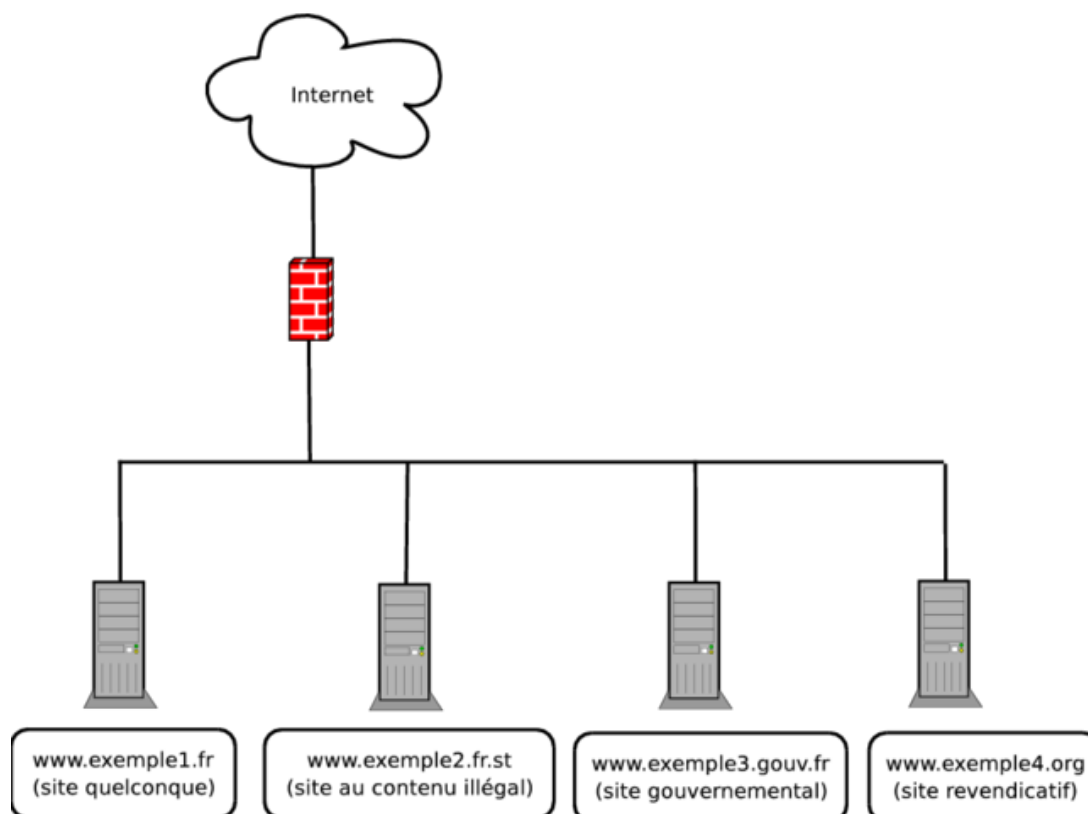 Internet
www.exemple1.fr
(site quelconque)
www.exemple2.fr.st
(site au contenu illégal)
www.exemple3.gouv.fr
(site gouvernemental)
www.exemple4.org
(site revendicatif)